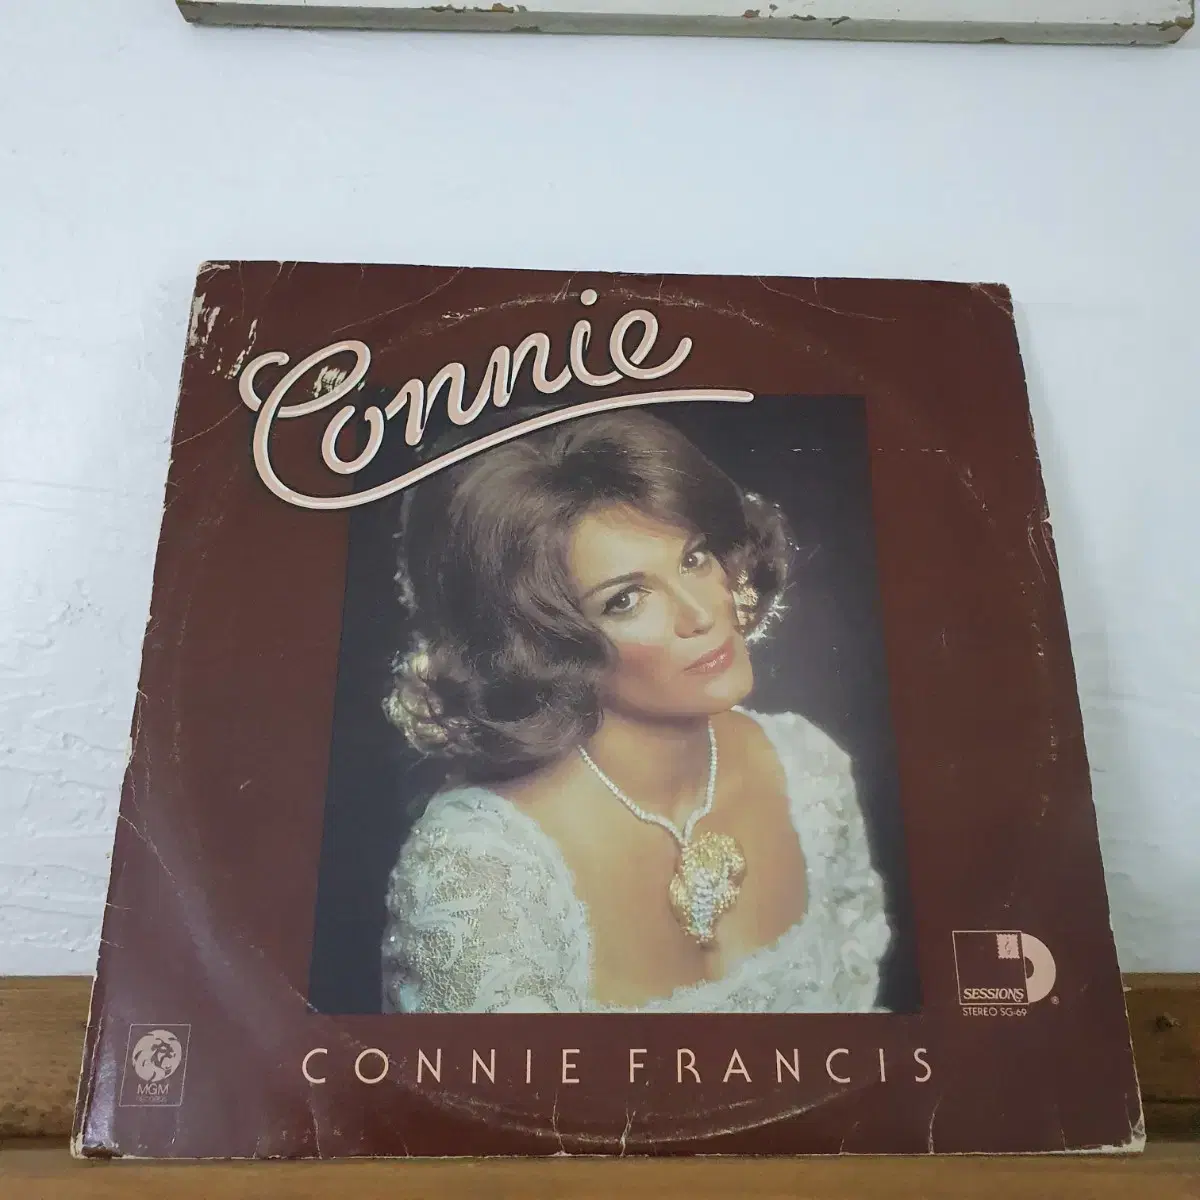 Connie
SESSIONS
®
STEREO SG-69
CONNIE FRANCIS
MGM
RECORDS